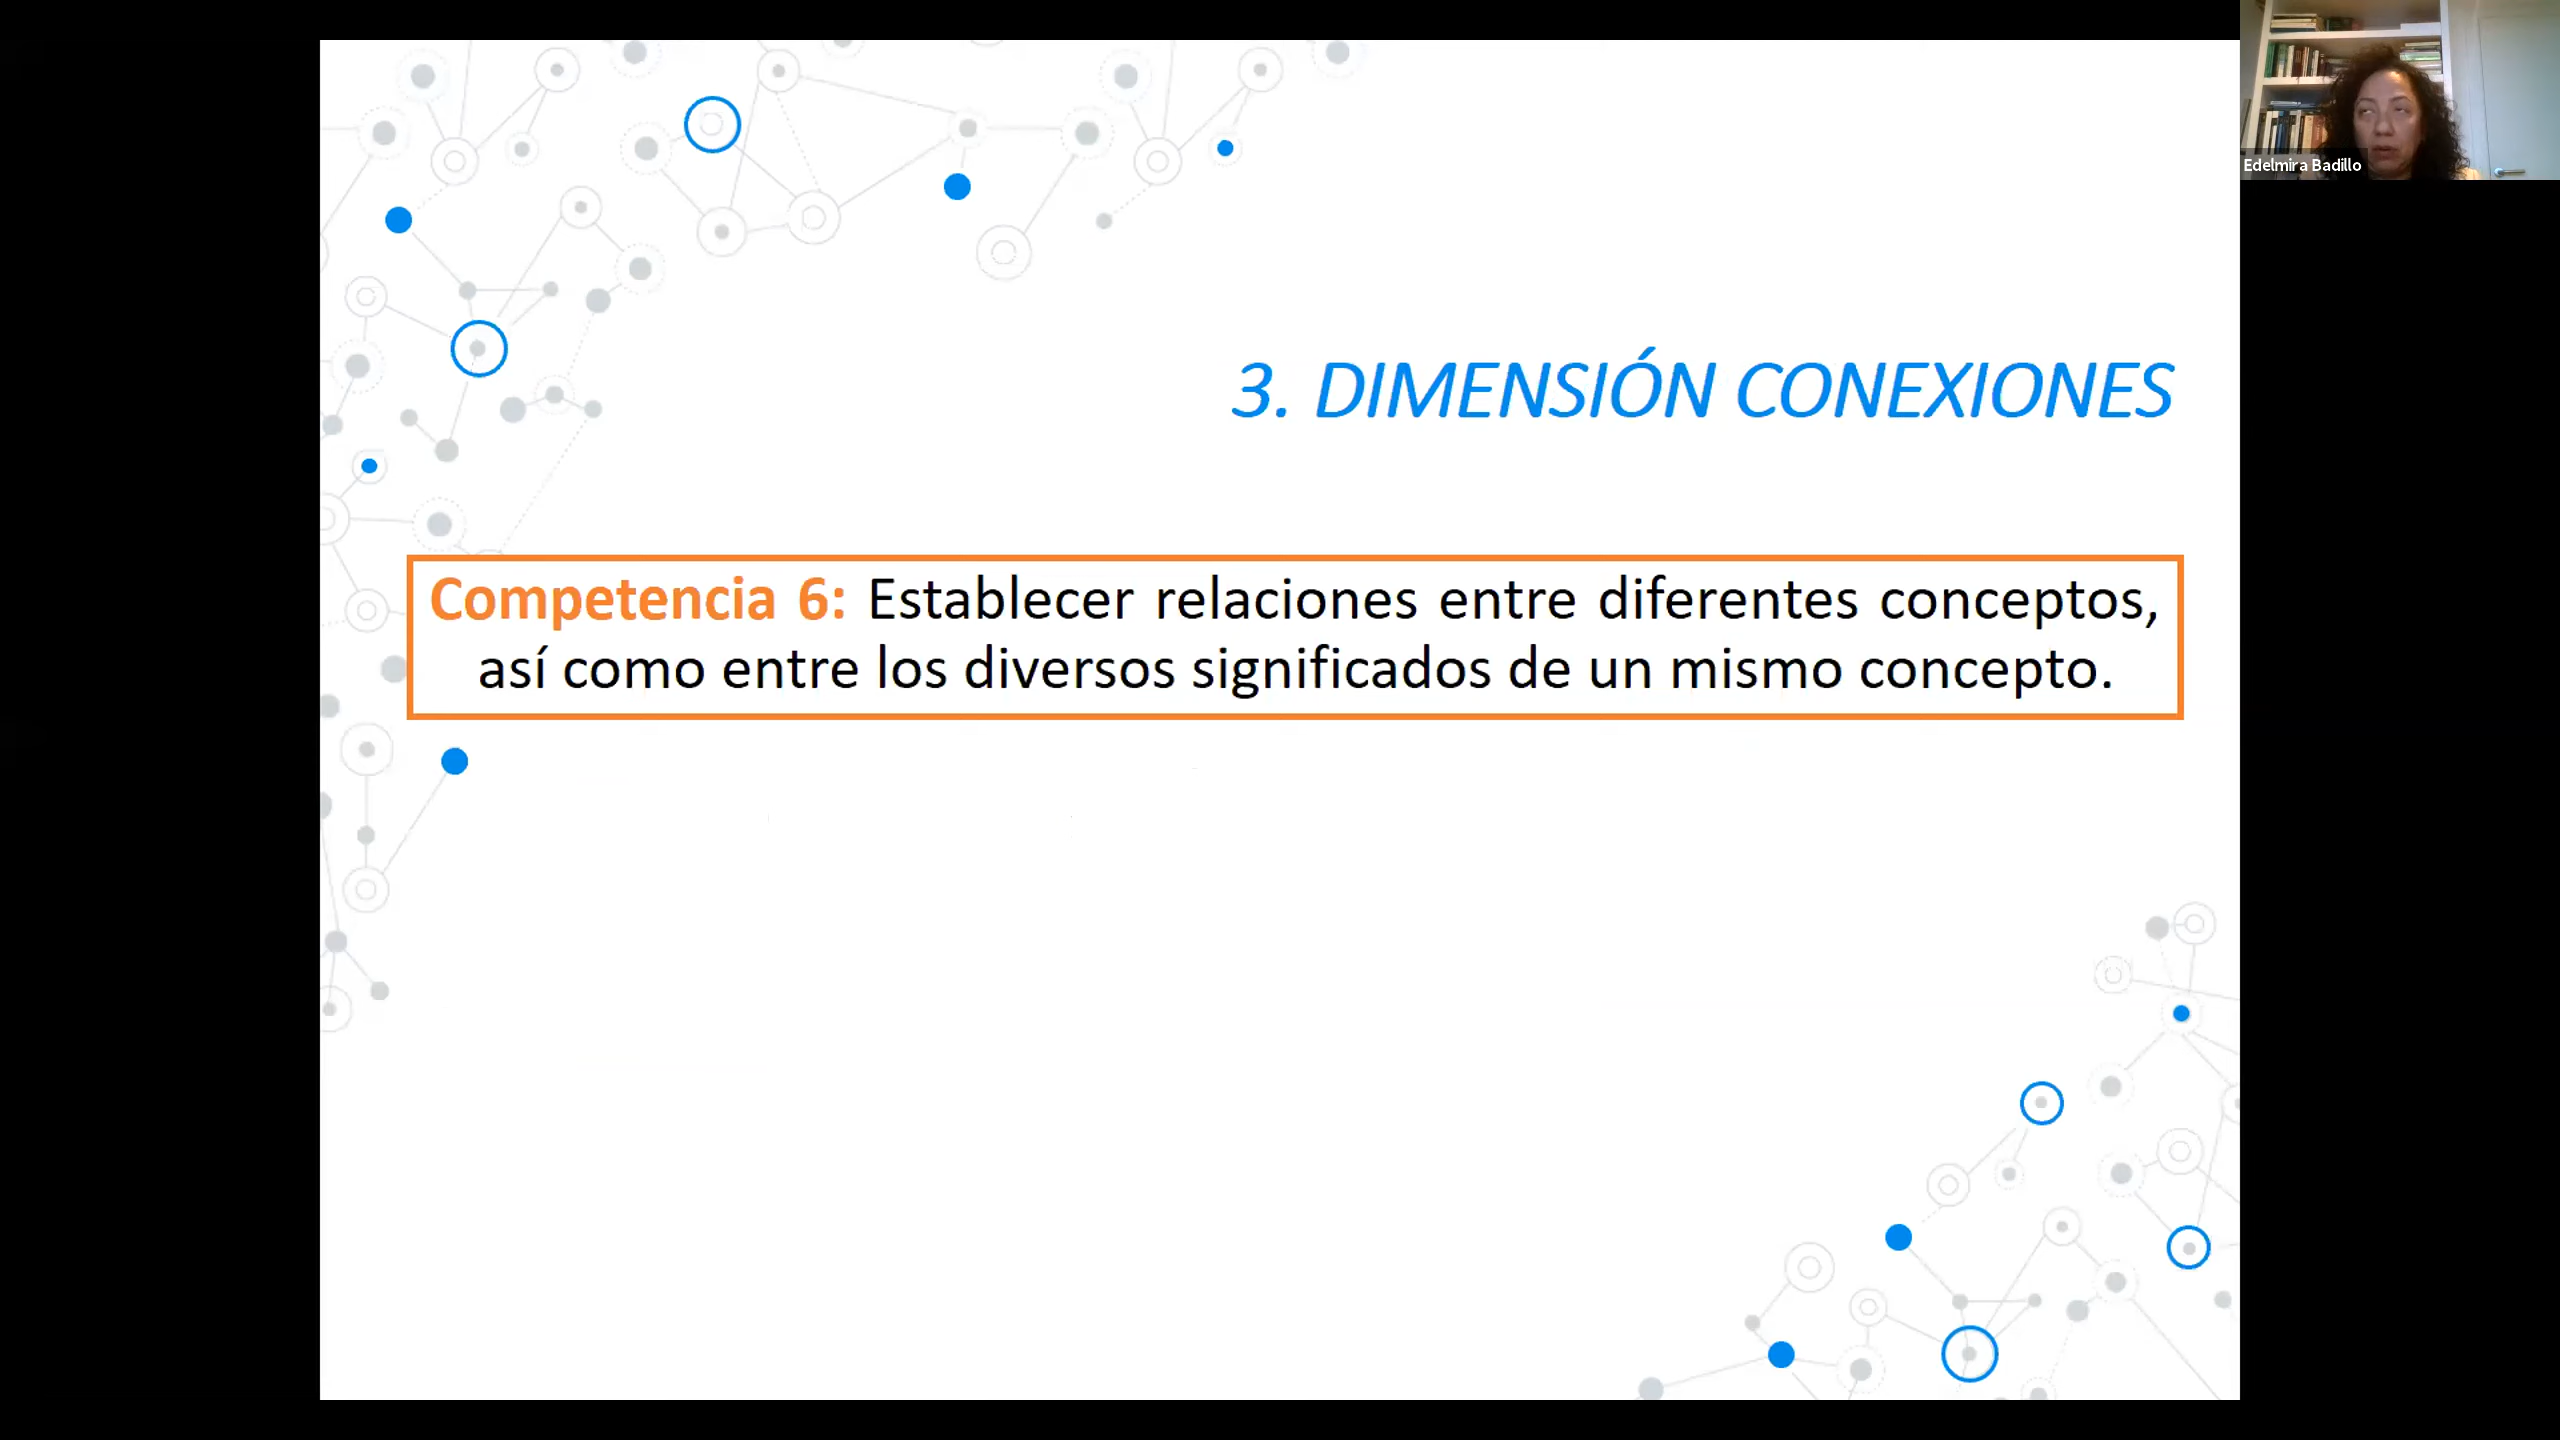 3. DIMENSIÓN CONEXIONES
Competencia 6: Establecer relaciones entre diferentes conceptos,
así como entre los diversos significados de un mismo concepto.
Edelmira Badillo